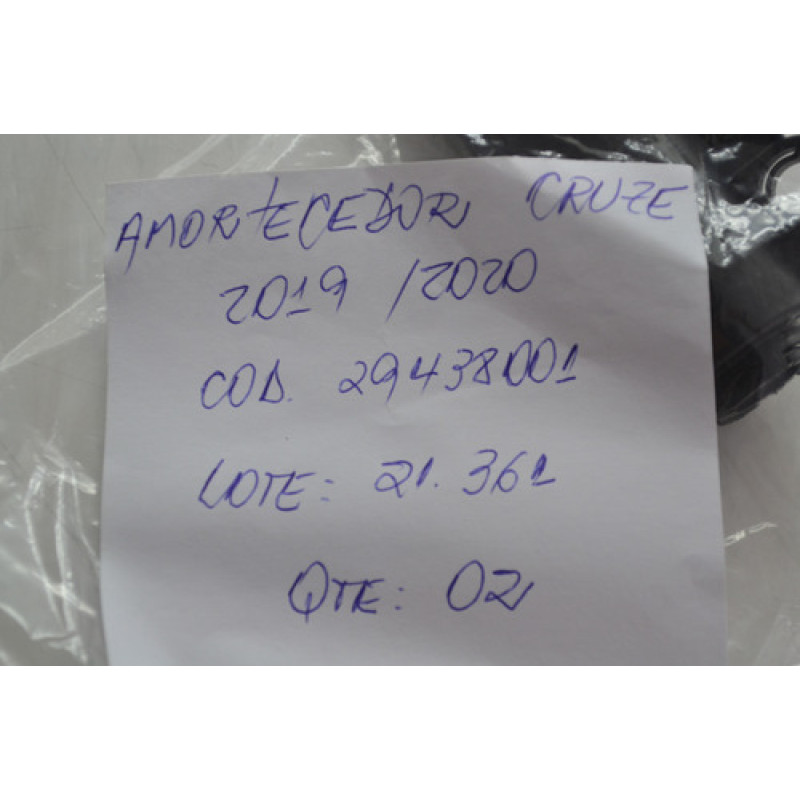 AMORTECEDOR CRUZE
2019 /2020
COD. 29438001
LOTE: 21.361
QTE: 02